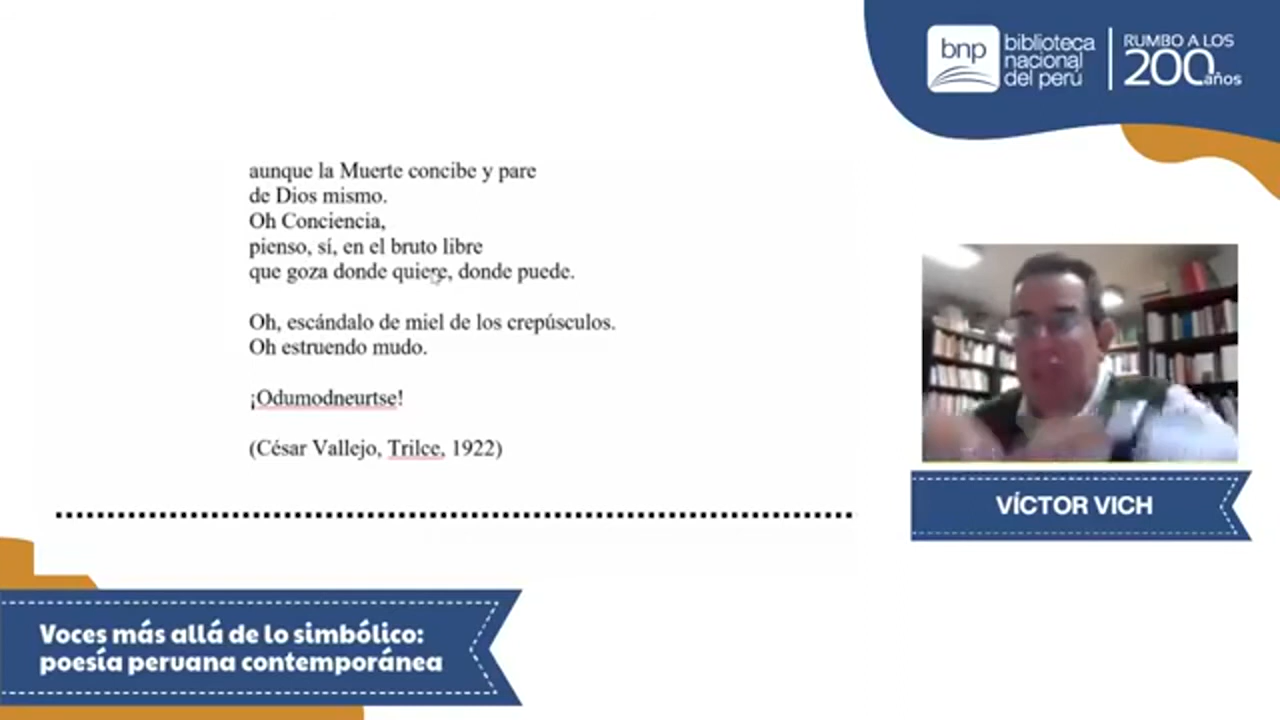 bnp
biblioteca
nacional
del perú
RUMBO A LOS
200 años
aunque la Muerte concibe y pare
de Dios mismo.
Oh Conciencia,
pienso, sí, en el bruto libre
que goza donde quiere, donde puede.
Oh, escándalo de miel de los crepúsculos.
Oh estruendo mudo.
¡Odumodneurtse!
(César Vallejo, Trilce, 1922)
VÍCTOR VICH
Voces más allá de lo simbólico:
poesía peruana contemporánea